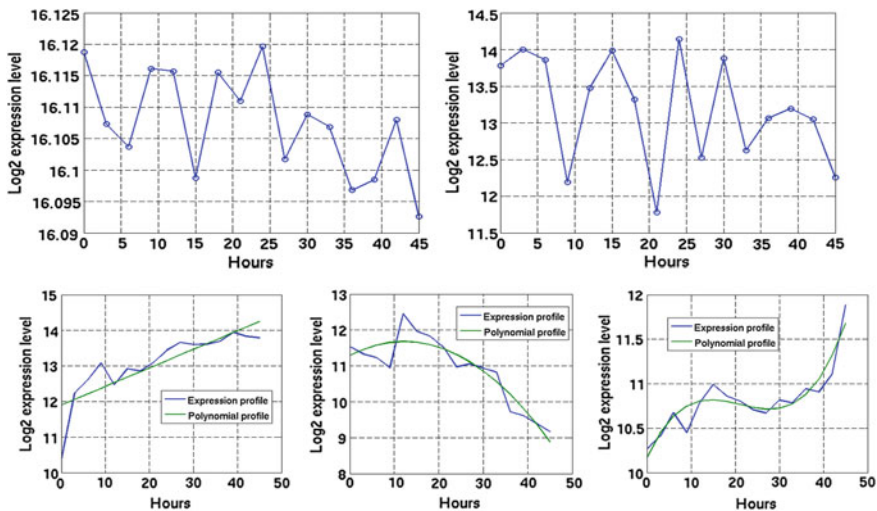 16.125
16.12
16.115
16.11
16.105
16.1
16.095
16.09
0 5 10 15 20 25 30 35 40 45
Hours
Log2 expression level
14.5
14
13.5
13
12.5
12
11.5
0 5 10 15 20 25 30 35 40 45
Hours
Log2 expression level
15
14
13
12
11
10
0 10 20 30 40 50
Hours
Log2 expression level
Expression profile
Polynomial profile
13
12
11
10
9
8
0 10 20 30 40 50
Hours
Log2 expression level
Expression profile
Polynomial profile
12
11.5
11
10.5
10
0 10 20 30 40 50
Hours
Log2 expression level
Expression profile
Polynomial profile